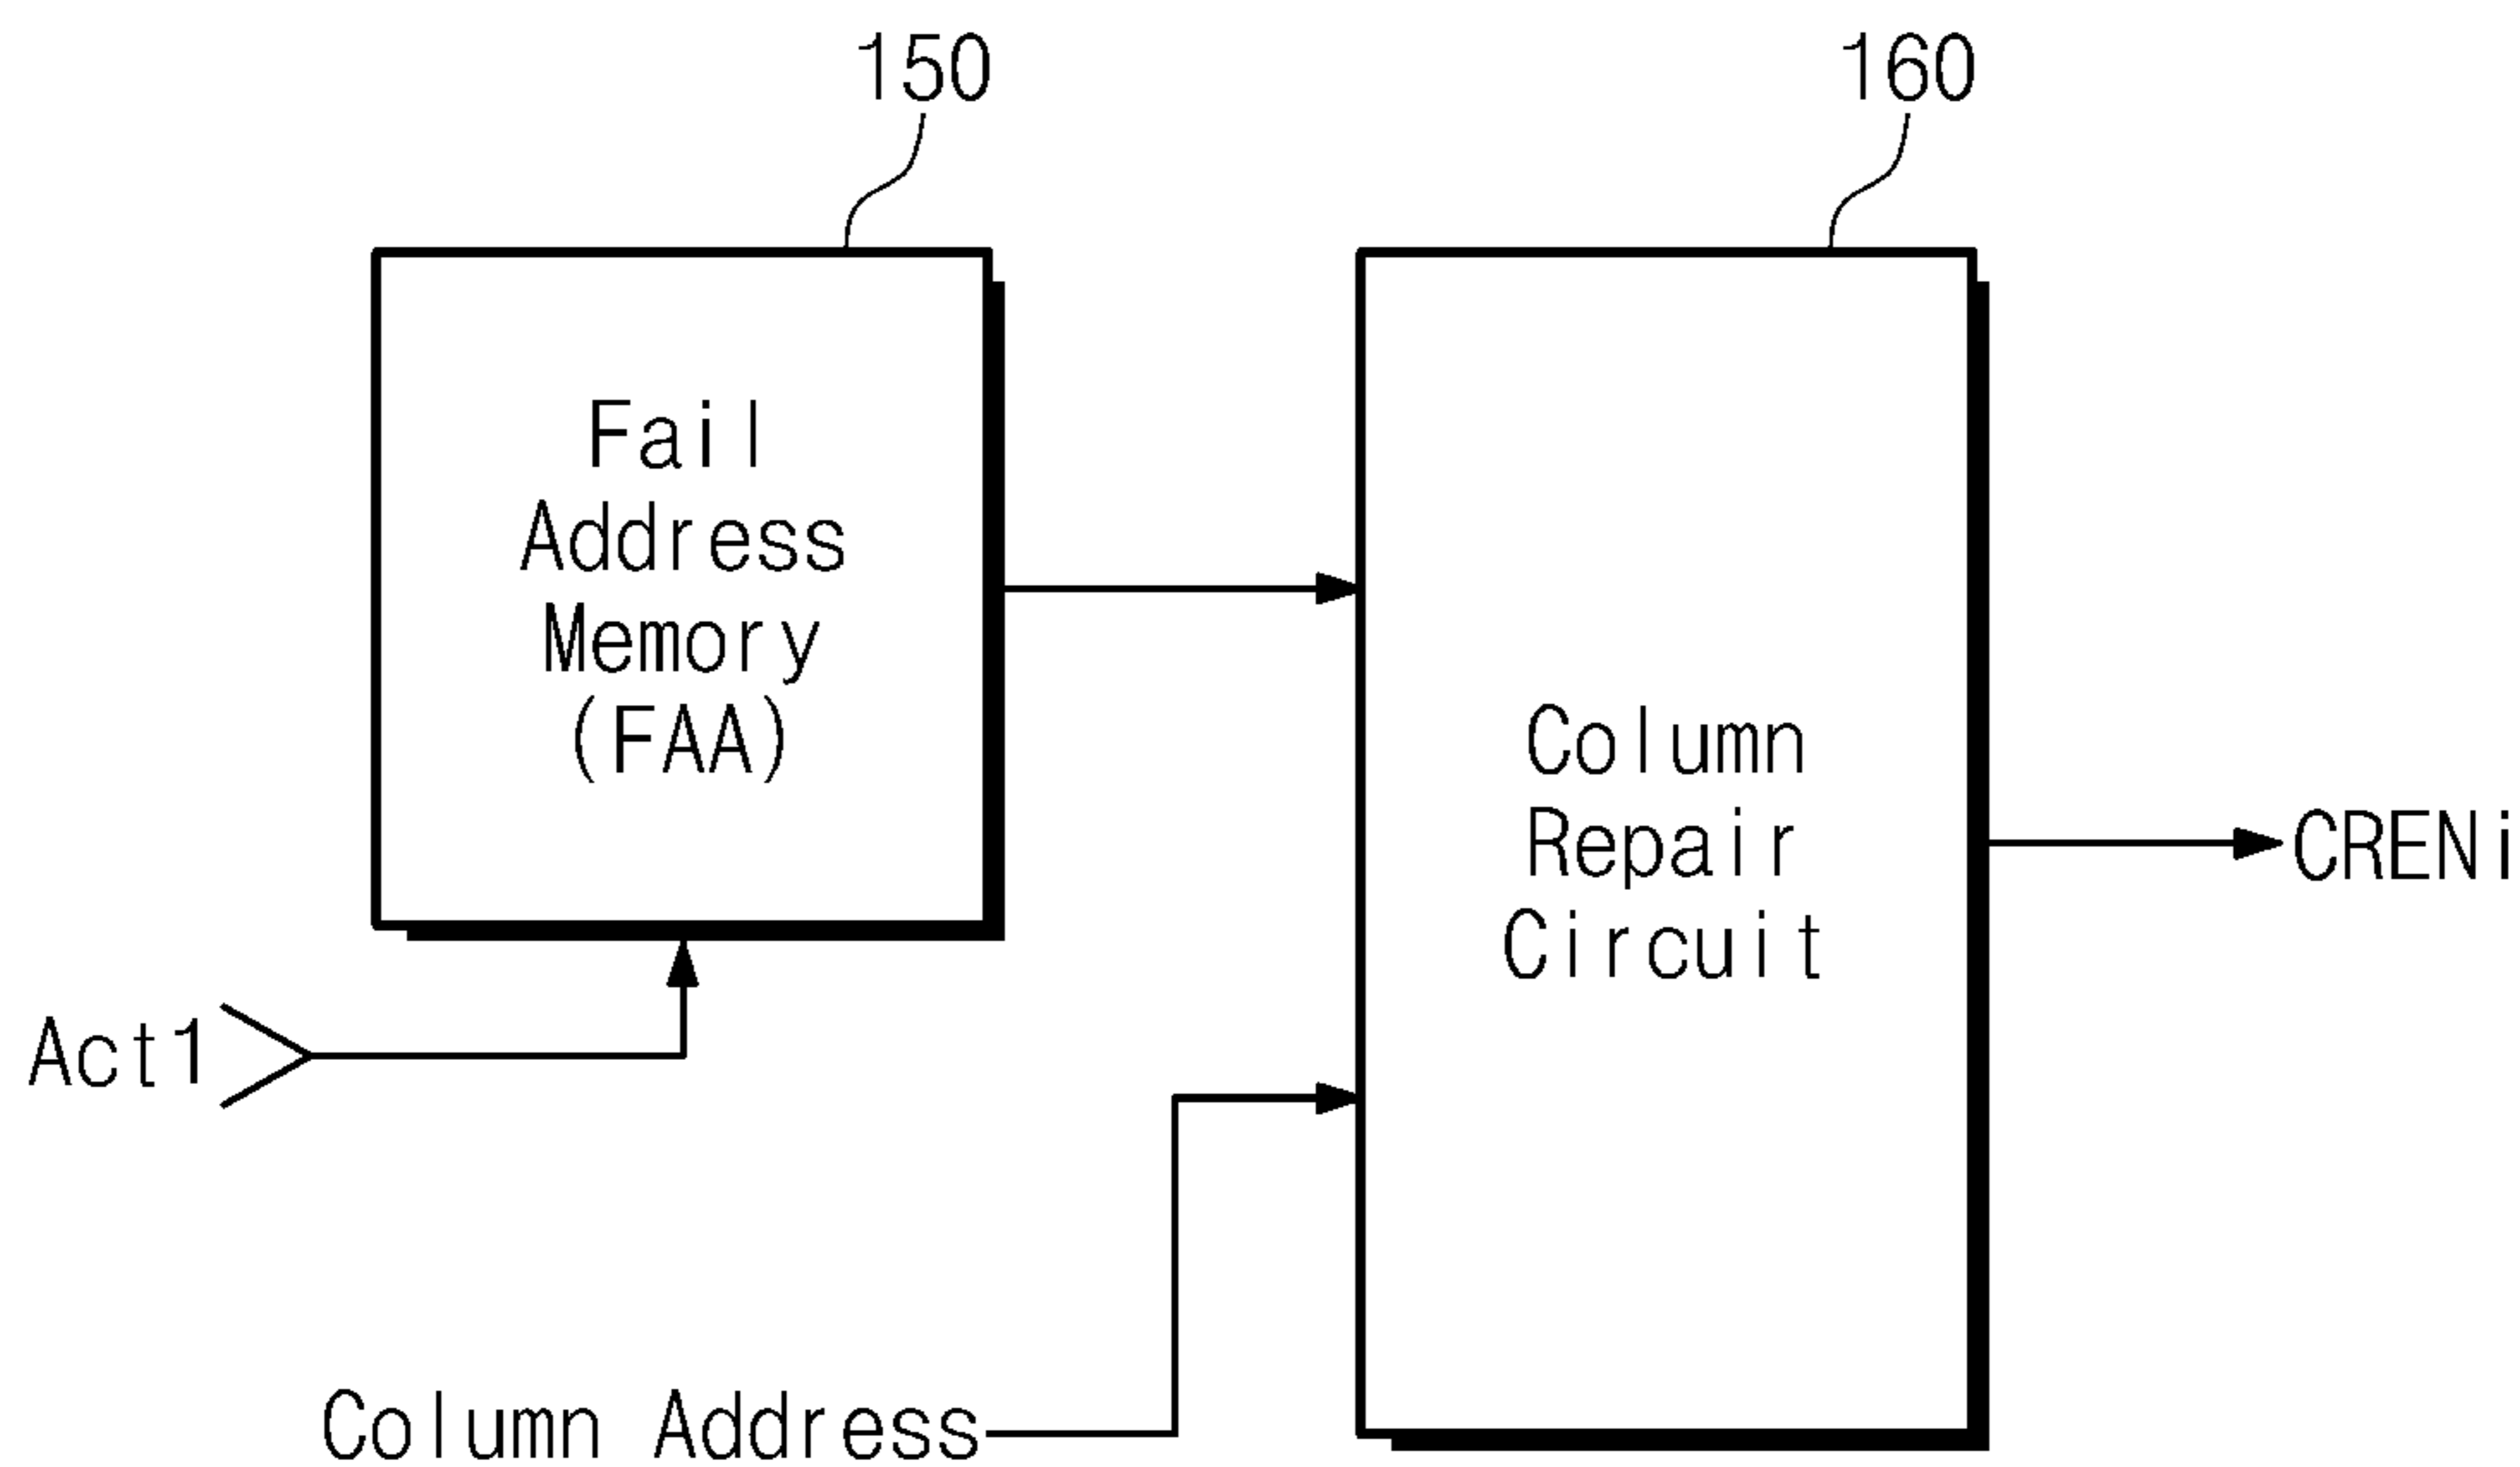 150
160
Fail
Address
Memory
(FAA)
Column
Repair
Circuit
CRENi
Act1
Column Address